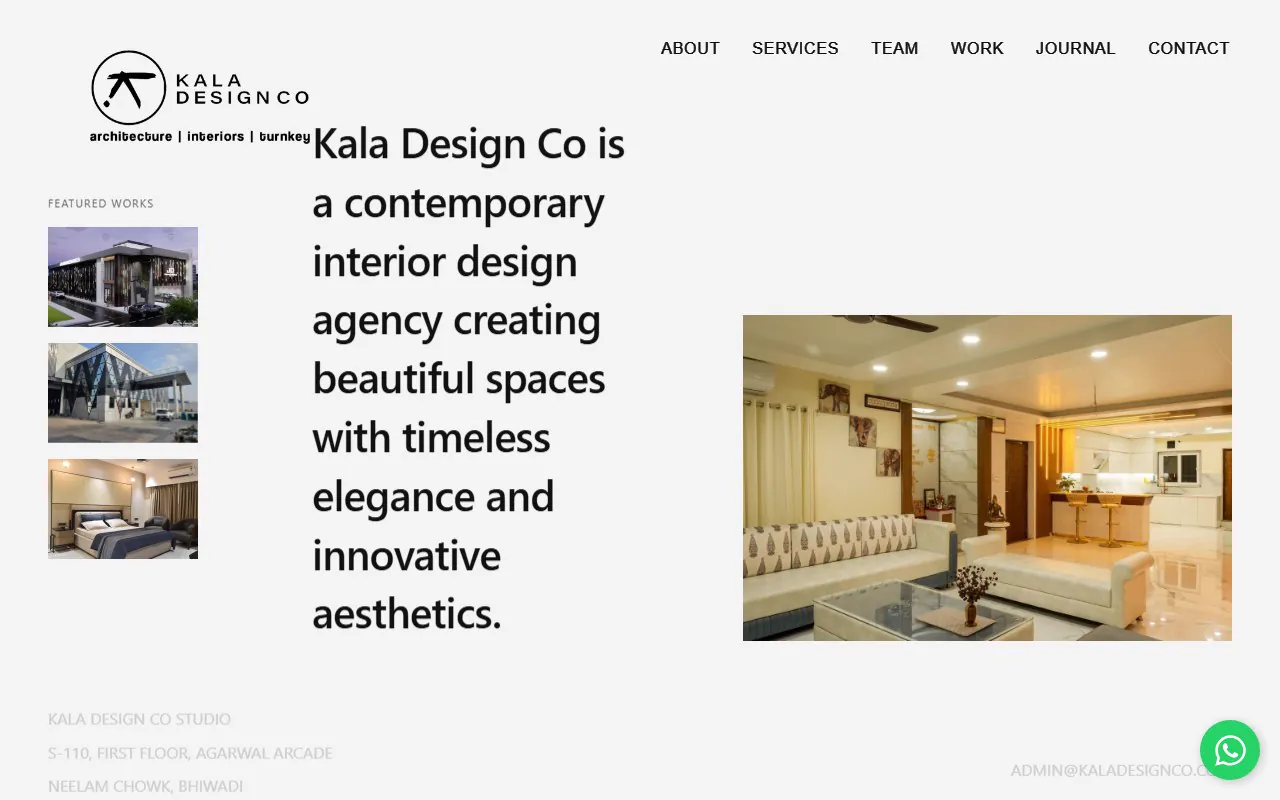 ABOUT SERVICES TEAM WORK JOURNAL CONTACT
KALA
DESIGN CO
architecture | interiors | turnkey
FEATURED WORKS
Kala Design Co is
a contemporary
interior design
agency creating
beautiful spaces
with timeless
elegance and
innovative
aesthetics.
KALA DESIGN CO STUDIO
S-110, FIRST FLOOR, AGARWAL ARCADE
NEELAM CHOWK, BHIWADI